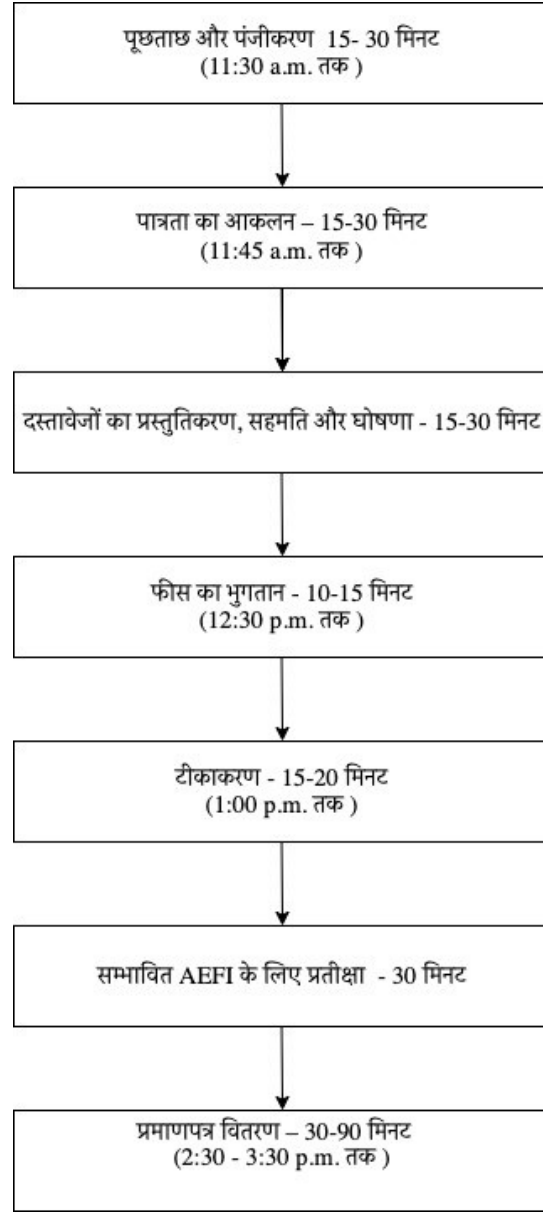 पूछताछ और पंजीकरण 15- 30 मिनट
(11:30 a.m. तक )
पात्रता का आकलन – 15-30 मिनट
(11:45 a.m. तक )
दस्तावेजों का प्रस्तुतिकरण, सहमति और घोषणा - 15-30 मिनट
फीस का भुगतान - 10-15 मिनट
(12:30 p.m. तक )
टीकाकरण - 15-20 मिनट
(1:00 p.m. तक )
सम्भावित AEFI के लिए प्रतीक्षा - 30 मिनट
प्रमाणपत्र वितरण – 30-90 मिनट
(2:30 - 3:30 p.m. तक )